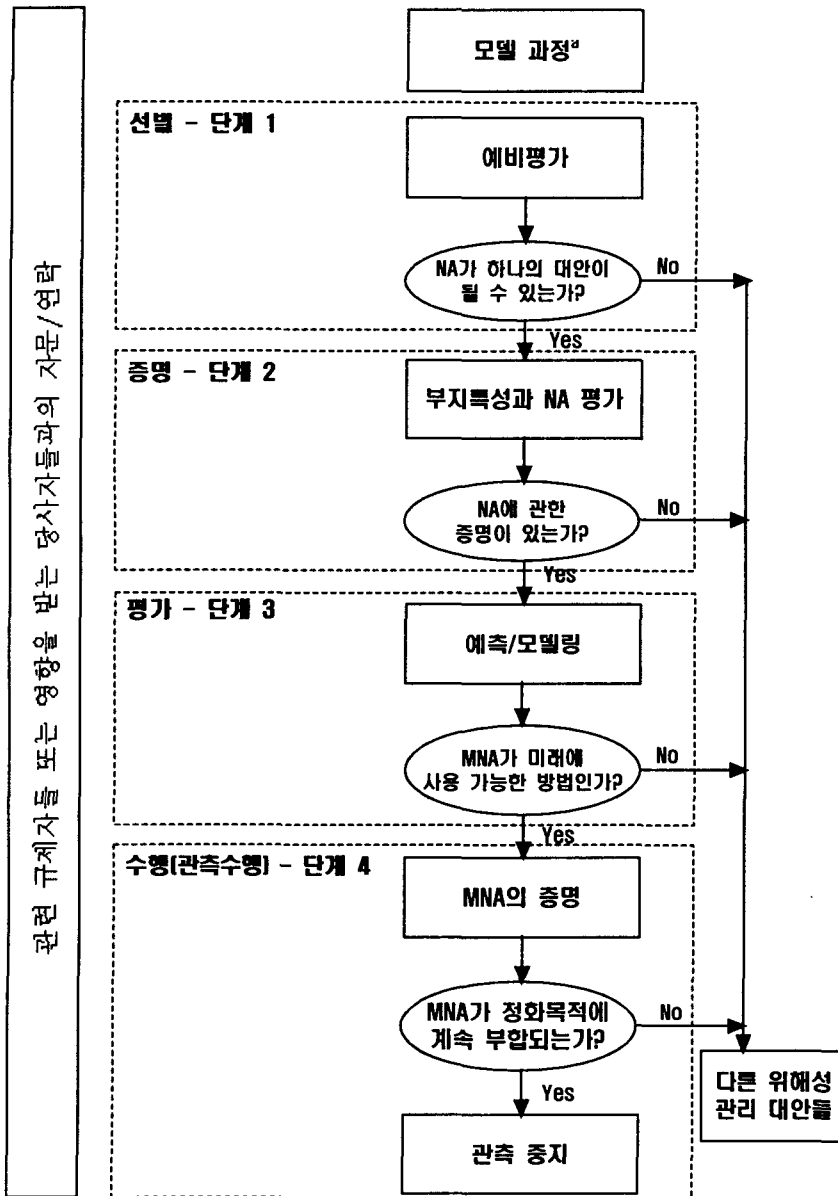 관련 규제자들 또는 영향을 받는 당사자들과의 자문/연락
모델 과정ª
선별 - 단계 1
예비평가
NA가 하나의 대안이
될 수 있는가?
No
Yes
증명 - 단계 2
부지특성과 NA 평가
NA에 관한
증명이 있는가?
No
Yes
평가 - 단계 3
예측/모델링
MNA가 미래에
사용 가능한 방법인가?
No
Yes
수행(관측수행) - 단계 4
MNA의 증명
MNA가 정화목적에
계속 부합되는가?
No
Yes
다른 위해성
관리 대안들
관측 중지